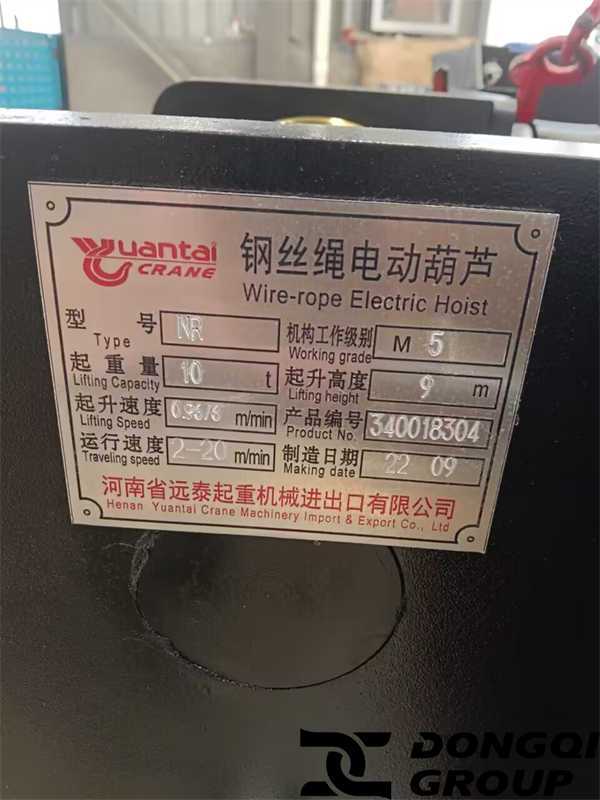 Yuantai
CRANE
钢丝绳电动葫芦
Wire-rope Electric Hoist
型 号 NR
Type
机构工作级别 M 5
Working grade
起重量 10 t
Lifting Capacity
起升高度 9 m
Lifting height
起升速度 m/min
Lifting Speed
产品编号 340018304
Product No.
运行速度 2-20 m/min
Traveling speed
制造日期 22 09
Making date
河南省远泰起重机械进出口有限公司
Henan Yuantai Crane Machinery Import & Export Co., Ltd
DONGQI
GROUP